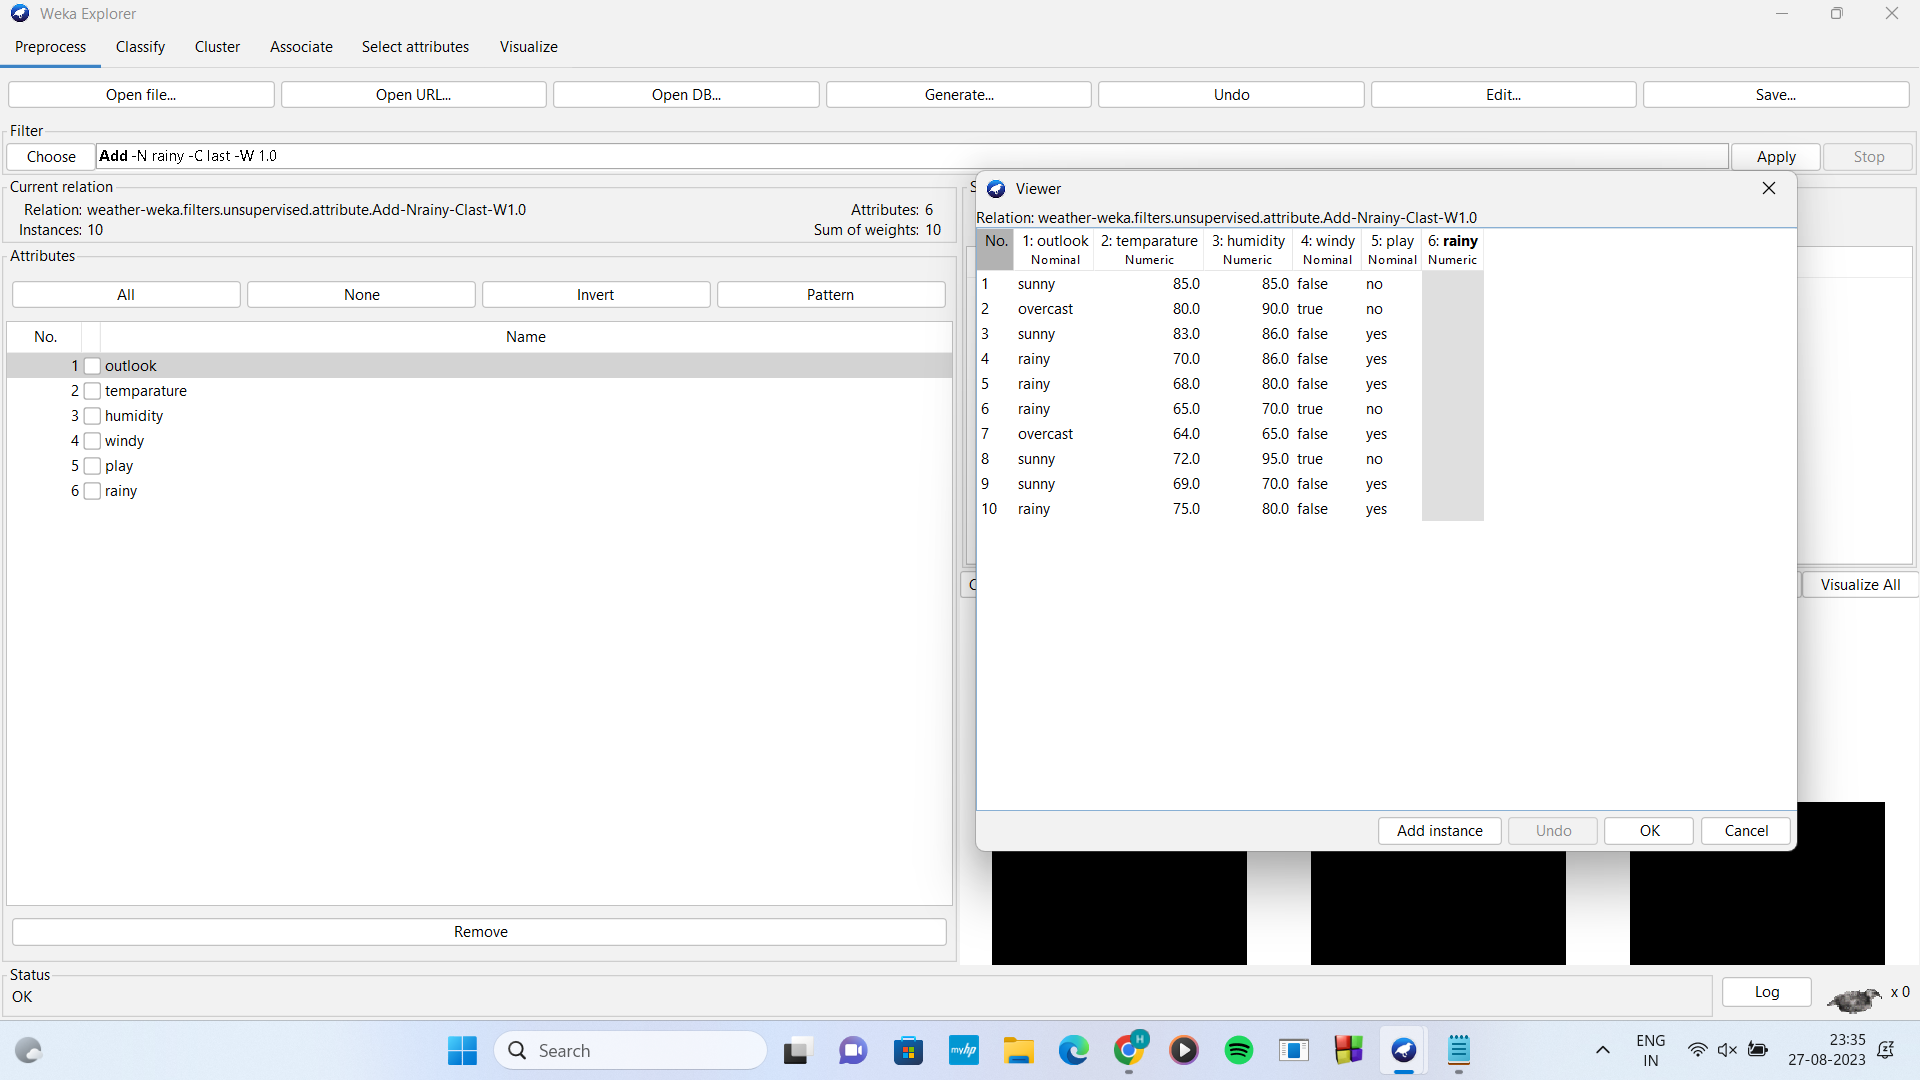 Weka Explorer
Preprocess Classify Cluster Associate Select attributes Visualize
Open file... Open URL... Open DB... Generate... Undo Edit... Save...
Filter
Choose Add -N rainy -C last -W 1.0 Apply Stop
Current relation
Relation: weather-weka.filters.unsupervised.attribute.Add-Nrainy-Clast-W1.0 Attributes: 6
Instances: 10 Sum of weights: 10
Attributes
All None Invert Pattern
No. Name
1 outlook
2 temparature
3 humidity
4 windy
5 play
6 rainy
Remove
Viewer
Relation: weather-weka.filters.unsupervised.attribute.Add-Nrainy-Clast-W1.0
No. 1: outlook 2: temparature 3: humidity 4: windy 5: play 6: rainy
Nominal Numeric Numeric Nominal Nominal Numeric
1 sunny 85.0 85.0 false no
2 overcast 80.0 90.0 true no
3 sunny 83.0 86.0 false yes
4 rainy 70.0 86.0 false yes
5 rainy 68.0 80.0 false yes
6 rainy 65.0 70.0 true no
7 overcast 64.0 65.0 false yes
8 sunny 72.0 95.0 true no
9 sunny 69.0 70.0 false yes
10 rainy 75.0 80.0 false yes
Add instance Undo OK Cancel
Visualize All
Status
OK
Log x 0
Search
myhp
H
ENG
IN
23:35
27-08-2023